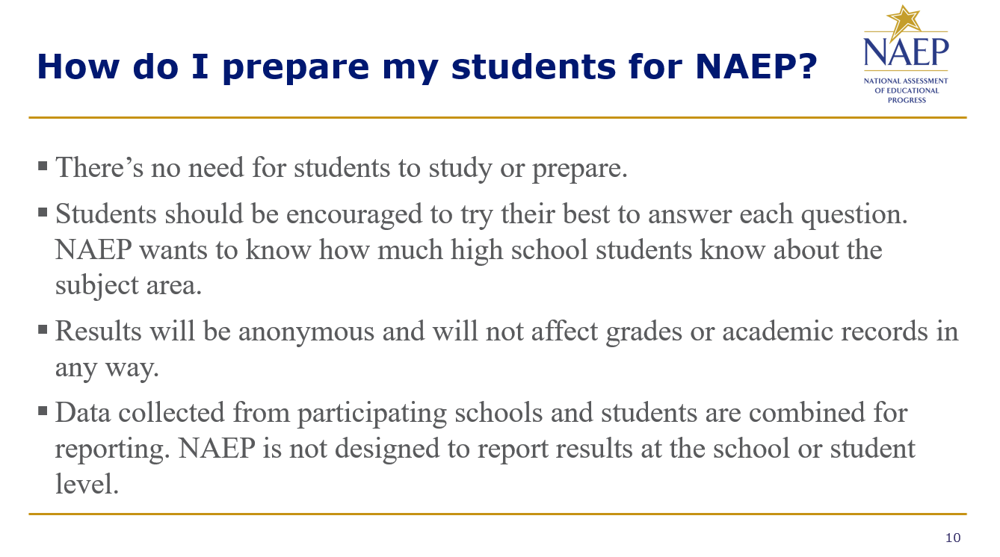 How do I prepare my students for NAEP?
NAEP
NATIONAL ASSESSMENT
OF EDUCATIONAL
PROGRESS
▪ There’s no need for students to study or prepare.
▪ Students should be encouraged to try their best to answer each question.
NAEP wants to know how much high school students know about the
subject area.
▪ Results will be anonymous and will not affect grades or academic records in
any way.
▪ Data collected from participating schools and students are combined for
reporting. NAEP is not designed to report results at the school or student
level.
10